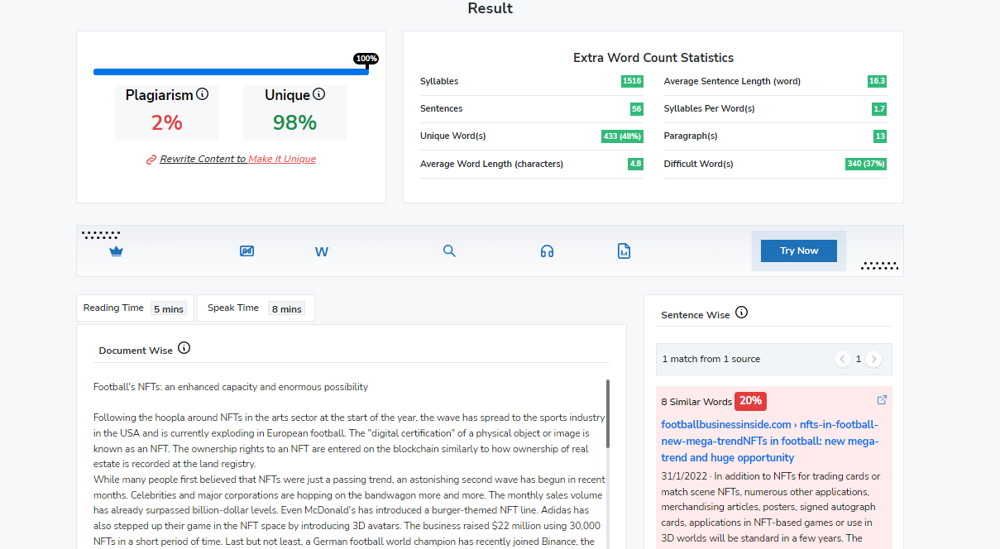 Result
100%
Plagiarism
2%
Unique
98%
Rewrite Content to Make it Unique
Extra Word Count Statistics
Syllables 1516
Sentences 56
Unique Word(s) 433 (48%)
Average Word Length (characters) 4.8
Average Sentence Length (word) 16.3
Syllables Per Word(s) 1.7
Paragraph(s) 13
Difficult Word(s) 340 (37%)
Go Pro
Try Now
Reading Time 5 mins
Speak Time 8 mins
Document Wise
Football's NFTs: an enhanced capacity and enormous possibility
Following the hoopla around NFTs in the arts sector at the start of the year, the wave has spread to the sports industry
in the USA and is currently exploding in European football. The "digital certification" of a physical object or image is
known as an NFT. The ownership rights to an NFT are entered on the blockchain similarly to how ownership of real
estate is recorded at the land registry.
While many people first believed that NFTs were just a passing trend, an astonishing second wave has begun in recent
months. Celebrities and major corporations are hopping on the bandwagon more and more. The monthly sales volume
has already surpassed billion-dollar levels. Even McDonald's has introduced a burger-themed NFT line. Adidas has
also stepped up their game in the NFT space by introducing 3D avatars. The business raised $22 million using 30,000
NFTs in a short period of time. Last but not least, a German football world champion has recently joined Binance, the
Sentence Wise
1 match from 1 source
1
8 Similar Words 20%
footballbusinessinside.com › nfts-in-football-
new-mega-trendNFTs in football: new mega-
trend and huge opportunity
31/1/2022 · In addition to NFTs for trading cards or
match scene NFTs, numerous other applications,
merchandising articles, posters, signed autograph
cards, applications in NFT-based games or use in
3D worlds will be standard in a few years. The